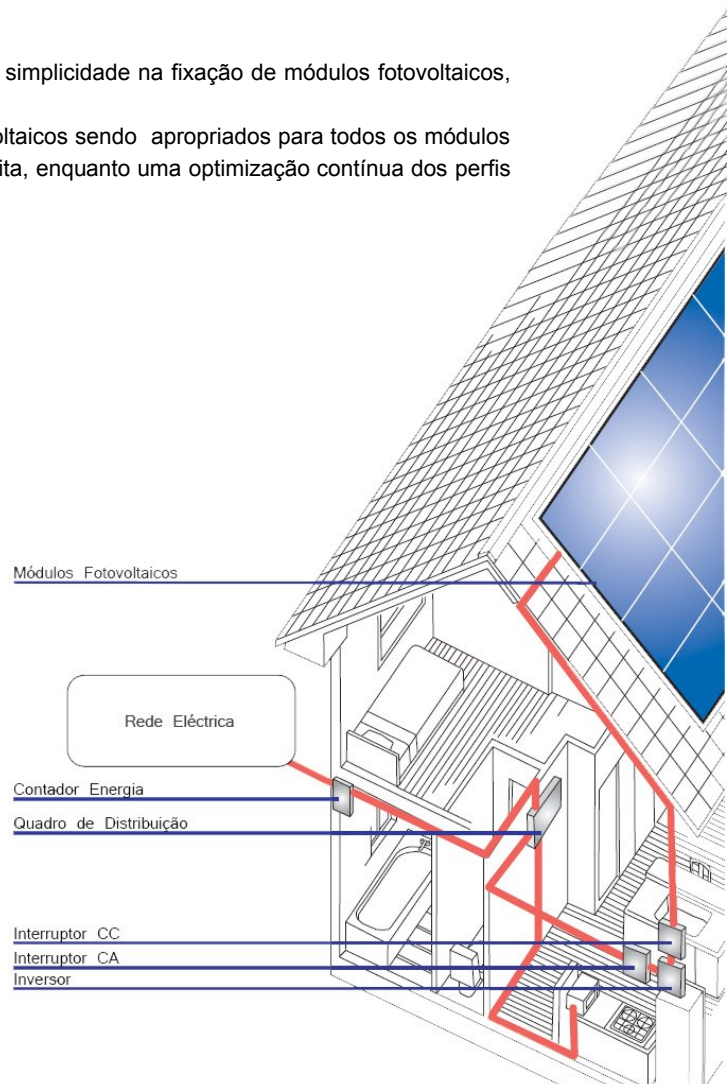 simplicidade na fixação de módulos fotovoltaicos,
oltaicos sendo apropriados para todos os módulos
ita, enquanto uma optimização contínua dos perfis
Módulos Fotovoltaicos
Rede Eléctrica
Contador Energia
Quadro de Distribuição
Interruptor CC
Interruptor CA
Inversor